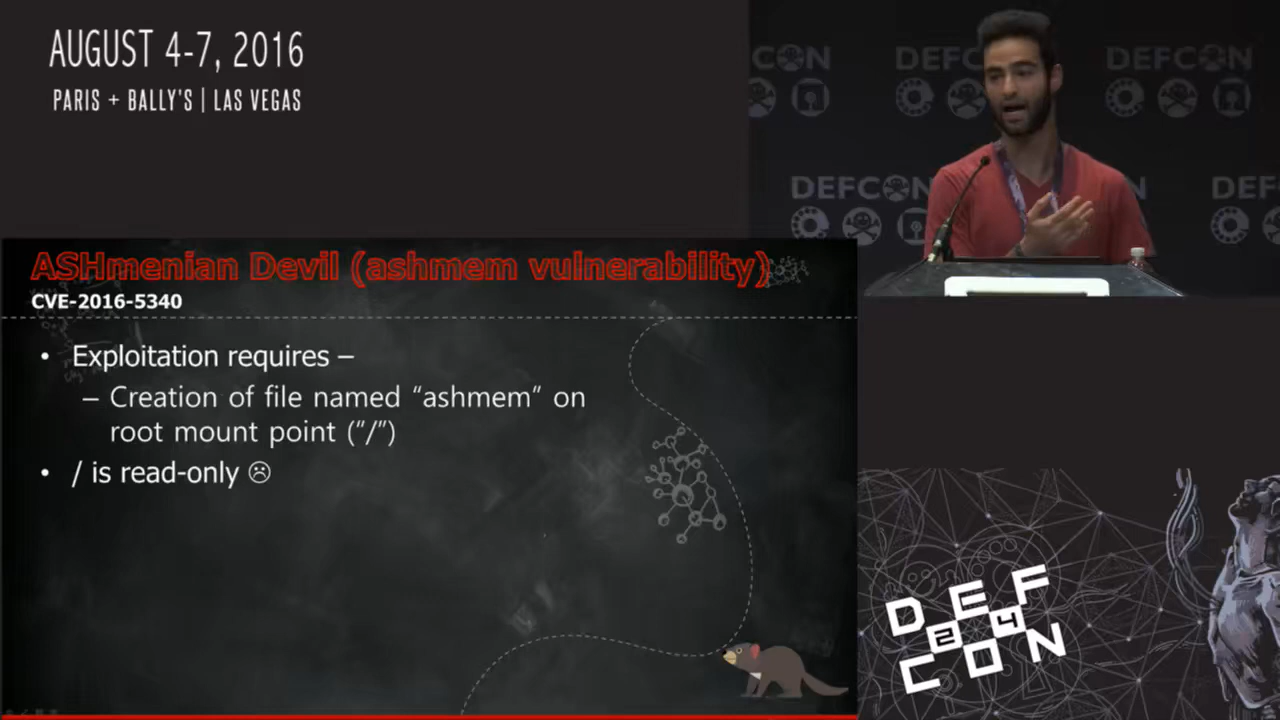 AUGUST 4-7, 2016
PARIS + BALLY'S | LAS VEGAS
DEFCON
DEFCON
DEFCON
DEFCON
ASHmenian Devil (ashmem vulnerability)
CVE-2016-5340
• Exploitation requires –
– Creation of file named “ashmem” on
root mount point (“/”)
• / is read-only ☹
DEF
24
CON